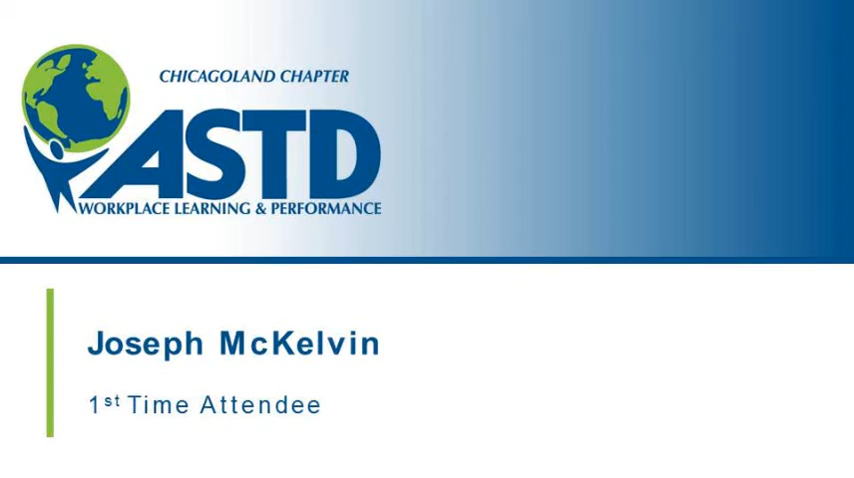 CHICAGOLAND CHAPTER
ASTD
WORKPLACE LEARNING & PERFORMANCE
Joseph McKelvin
1st Time Attendee